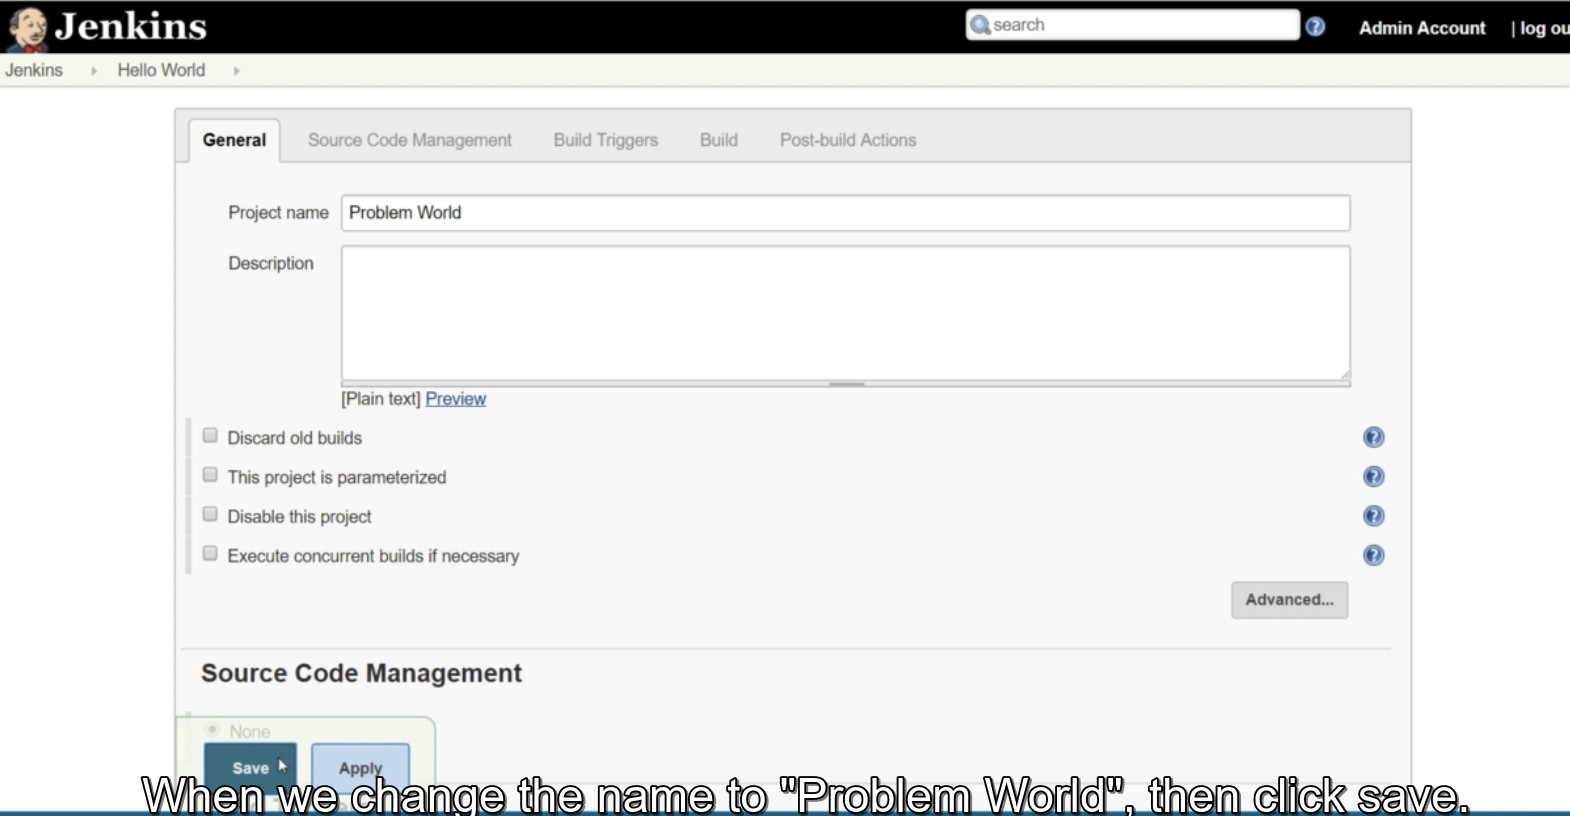 Jenkins
search
Admin Account
| log ou
Jenkins
Hello World
General
Source Code Management
Build Triggers
Build
Post-build Actions
Project name
Problem World
Description
[Plain text] Preview
Discard old builds
This project is parameterized
Disable this project
Execute concurrent builds if necessary
Advanced...
Source Code Management
None
Save
Apply
When we change the name to "Problem World", then click save.